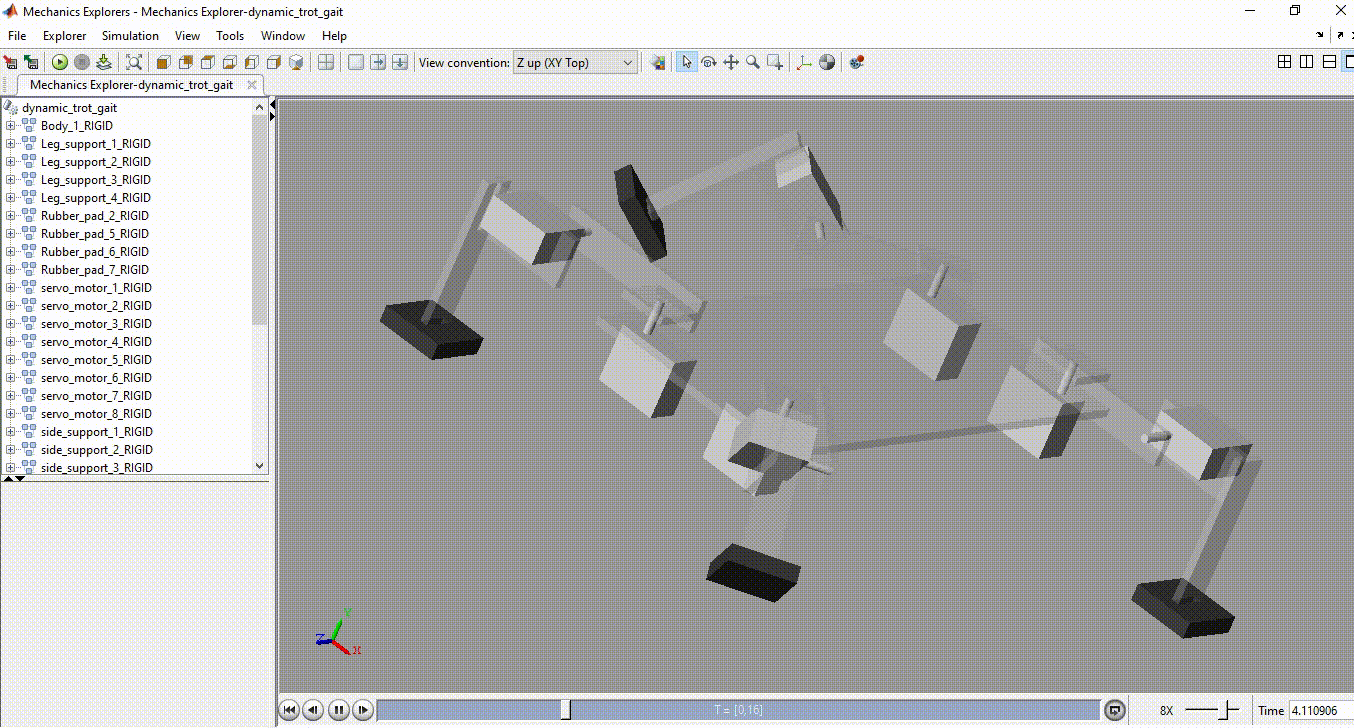 Mechanics Explorers - Mechanics Explorer-dynamic_trot_gait
File Explorer Simulation View Tools Window Help
View convention: Z up (XY Top)
Mechanics Explorer-dynamic_trot_gait
dynamic_trot_gait
Body_1_RIGID
Leg_support_1_RIGID
Leg_support_2_RIGID
Leg_support_3_RIGID
Leg_support_4_RIGID
Rubber_pad_2_RIGID
Rubber_pad_5_RIGID
Rubber_pad_6_RIGID
Rubber_pad_7_RIGID
servo_motor_1_RIGID
servo_motor_2_RIGID
servo_motor_3_RIGID
servo_motor_4_RIGID
servo_motor_5_RIGID
servo_motor_6_RIGID
servo_motor_7_RIGID
servo_motor_8_RIGID
side_support_1_RIGID
side_support_2_RIGID
side_support_3_RIGID
Y
Z
X
T = [0,16]
8X
Time 4.110906